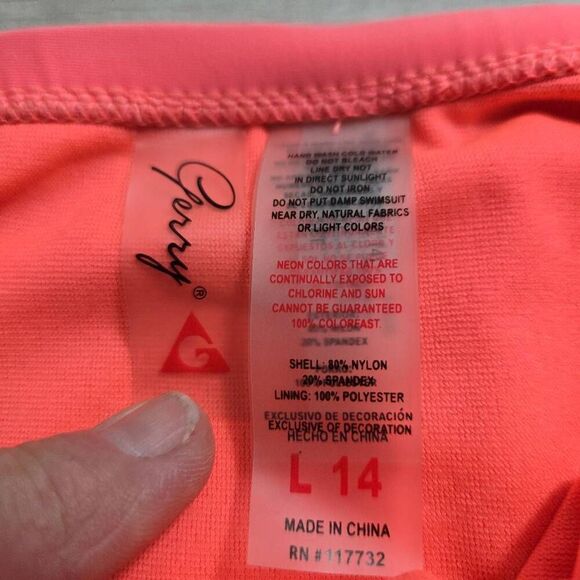 Gerry®
G
HAND WASH COLD WATER
DO NOT BLEACH
LINE DRY NOT
IN DIRECT SUNLIGHT
DO NOT IRON
DO NOT PUT DAMP SWIMSUIT
NEAR DRY, NATURAL FABRICS
OR LIGHT COLORS
NEON COLORS THAT ARE
CONTINUALLY EXPOSED TO
CHLORINE AND SUN
CANNOT BE GUARANTEED
100% COLORFAST.
20% SPANDEX
SHELL: 80% NYLON
20% SPANDEX
LINING: 100% POLYESTER
EXCLUSIVO DE DECORACIÓN
EXCLUSIVE OF DECORATION
HECHO EN CHINA
L 14
MADE IN CHINA
RN #117732